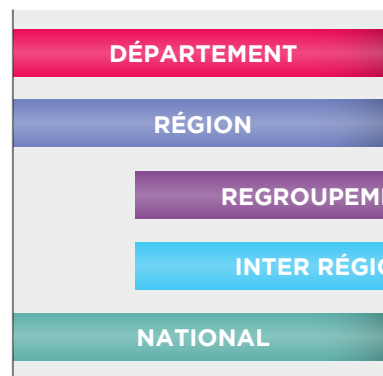 DÉPARTEMENT
RÉGION
REGROUPEM
INTER RÉGIO
NATIONAL